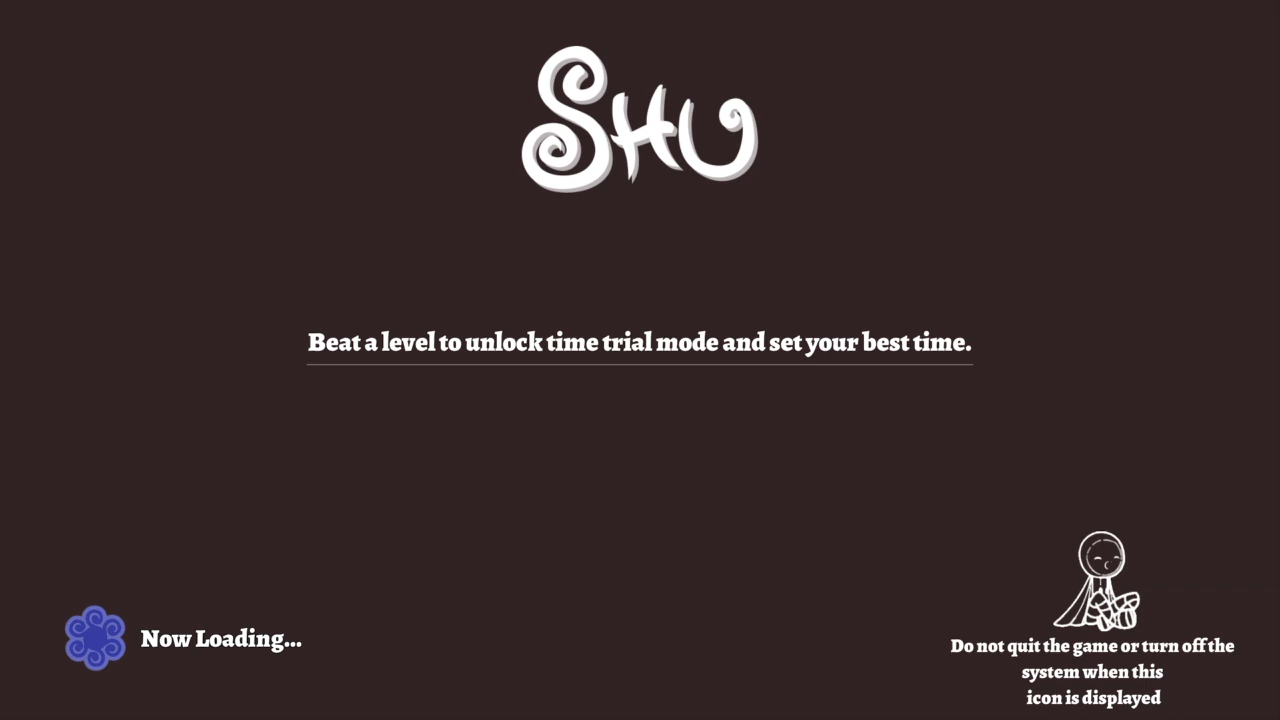 SHU
Beat a level to unlock time trial mode and set your best time.
Now Loading...
Do not quit the game or turn off the
system when this
icon is displayed